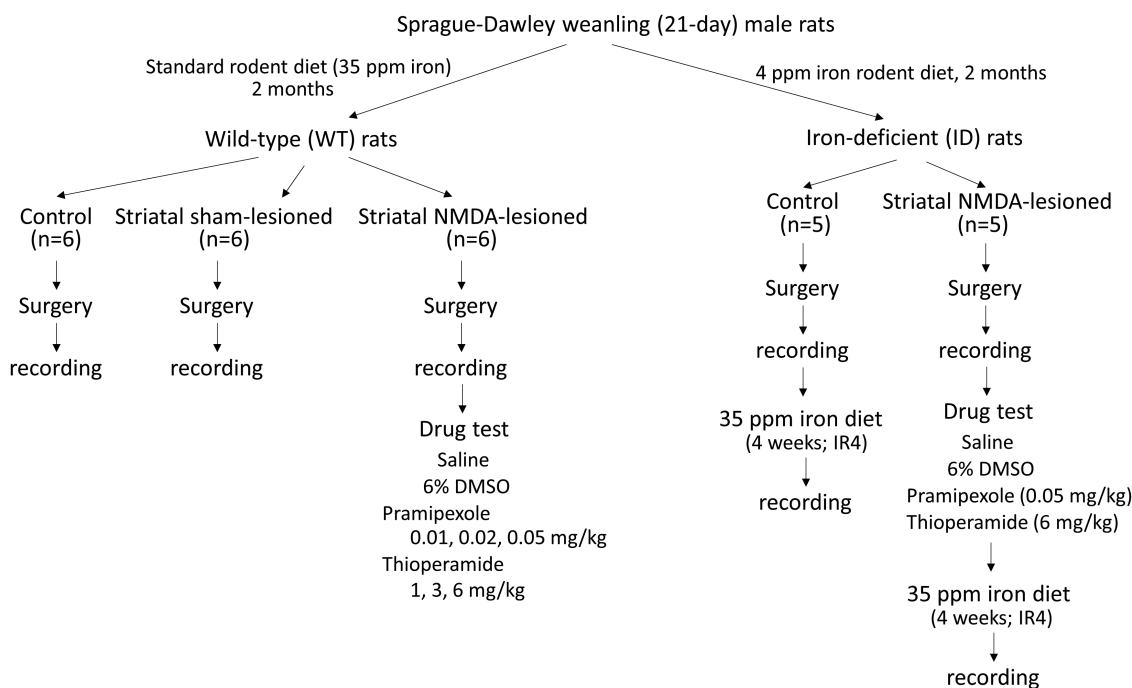 Sprague-Dawley weanling (21-day) male rats
Standard rodent diet (35 ppm iron)
2 months
4 ppm iron rodent diet, 2 months
Wild-type (WT) rats
Iron-deficient (ID) rats
Control
(n=6)
Striatal sham-lesioned
(n=6)
Striatal NMDA-lesioned
(n=6)
Control
(n=5)
Striatal NMDA-lesioned
(n=5)
Surgery
Surgery
Surgery
Surgery
Surgery
recording
recording
recording
recording
recording
Drug test
Saline
6% DMSO
Pramipexole
0.01, 0.02, 0.05 mg/kg
Thioperamide
1, 3, 6 mg/kg
35 ppm iron diet
(4 weeks; IR4)
recording
Drug test
Saline
6% DMSO
Pramipexole (0.05 mg/kg)
Thioperamide (6 mg/kg)
35 ppm iron diet
(4 weeks; IR4)
recording